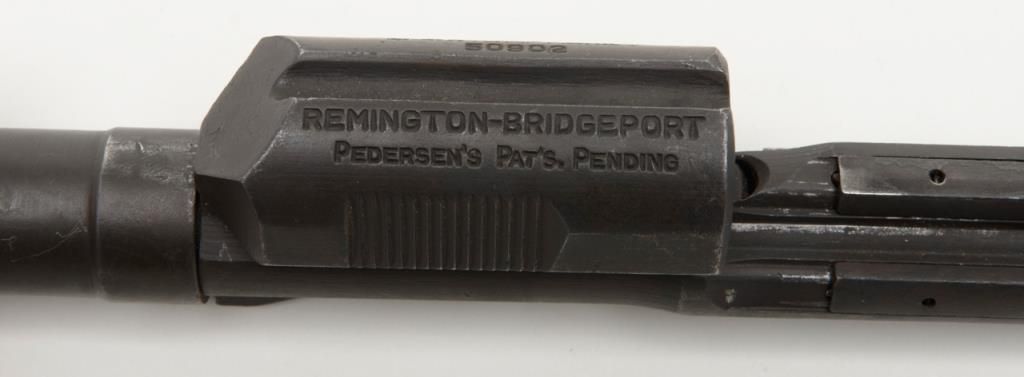 50902
REMINGTON-BRIDGEPORT
PEDERSEN'S PAT'S. PENDING